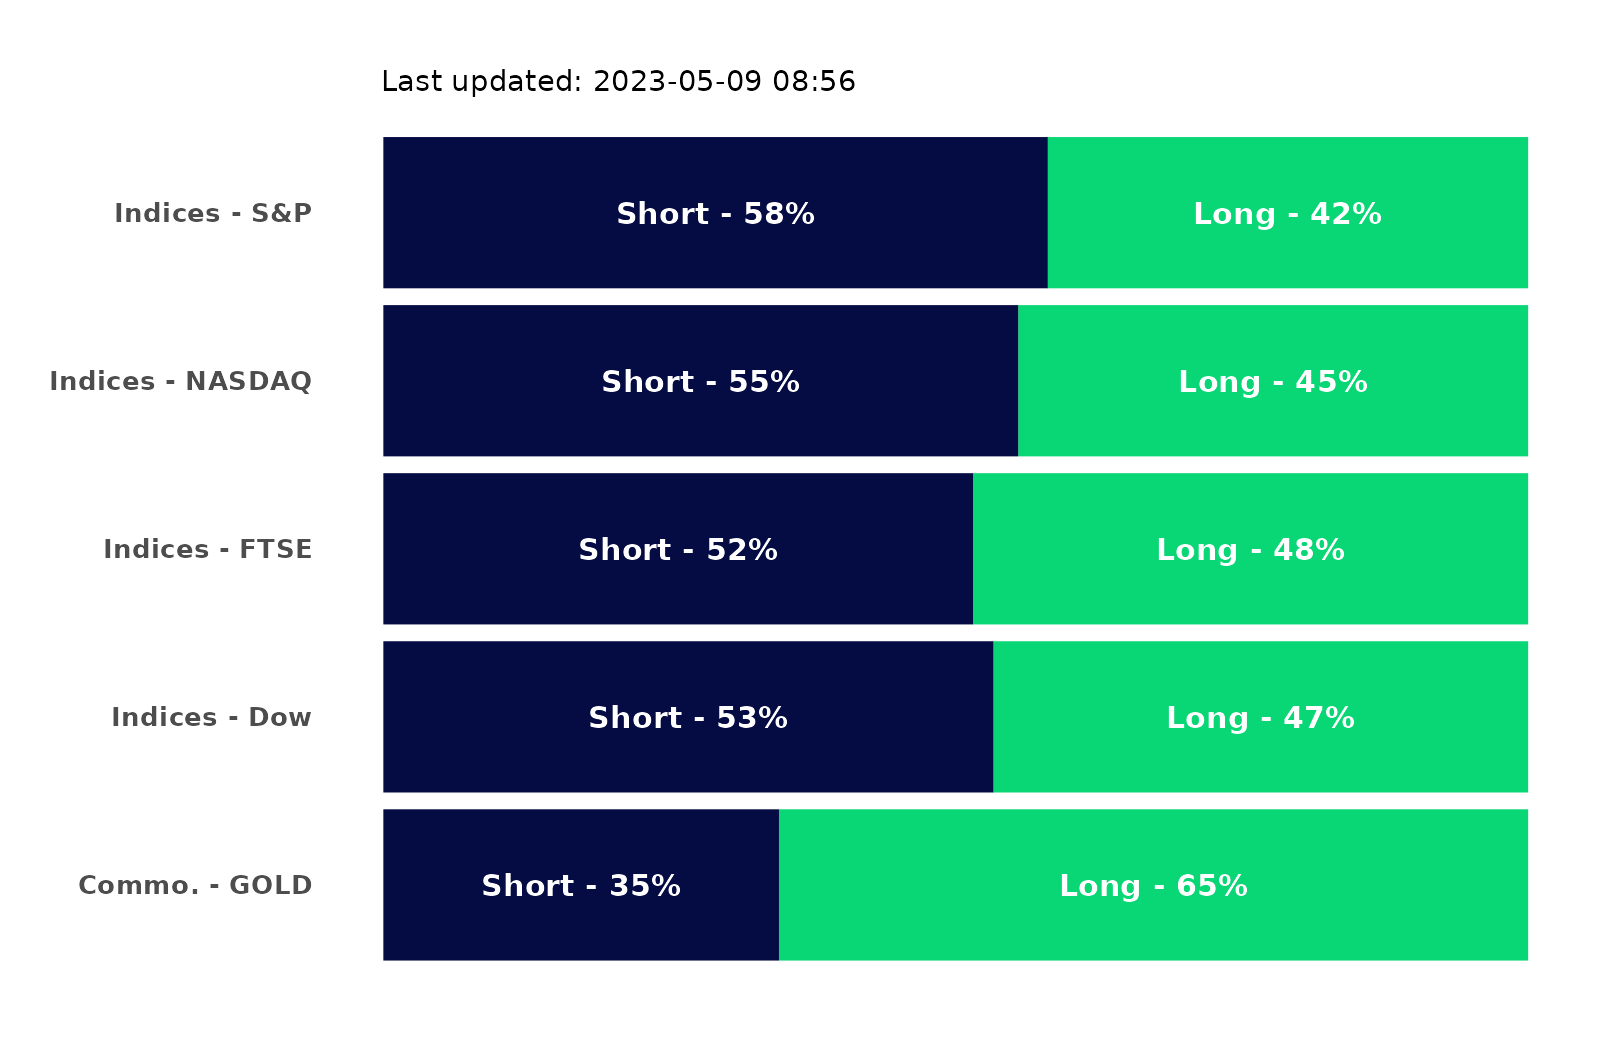 Last updated: 2023-05-09 08:56
Indices - S&P Short - 58% Long - 42%
Indices - NASDAQ Short - 55% Long - 45%
Indices - FTSE Short - 52% Long - 48%
Indices - Dow Short - 53% Long - 47%
Commo. - GOLD Short - 35% Long - 65%